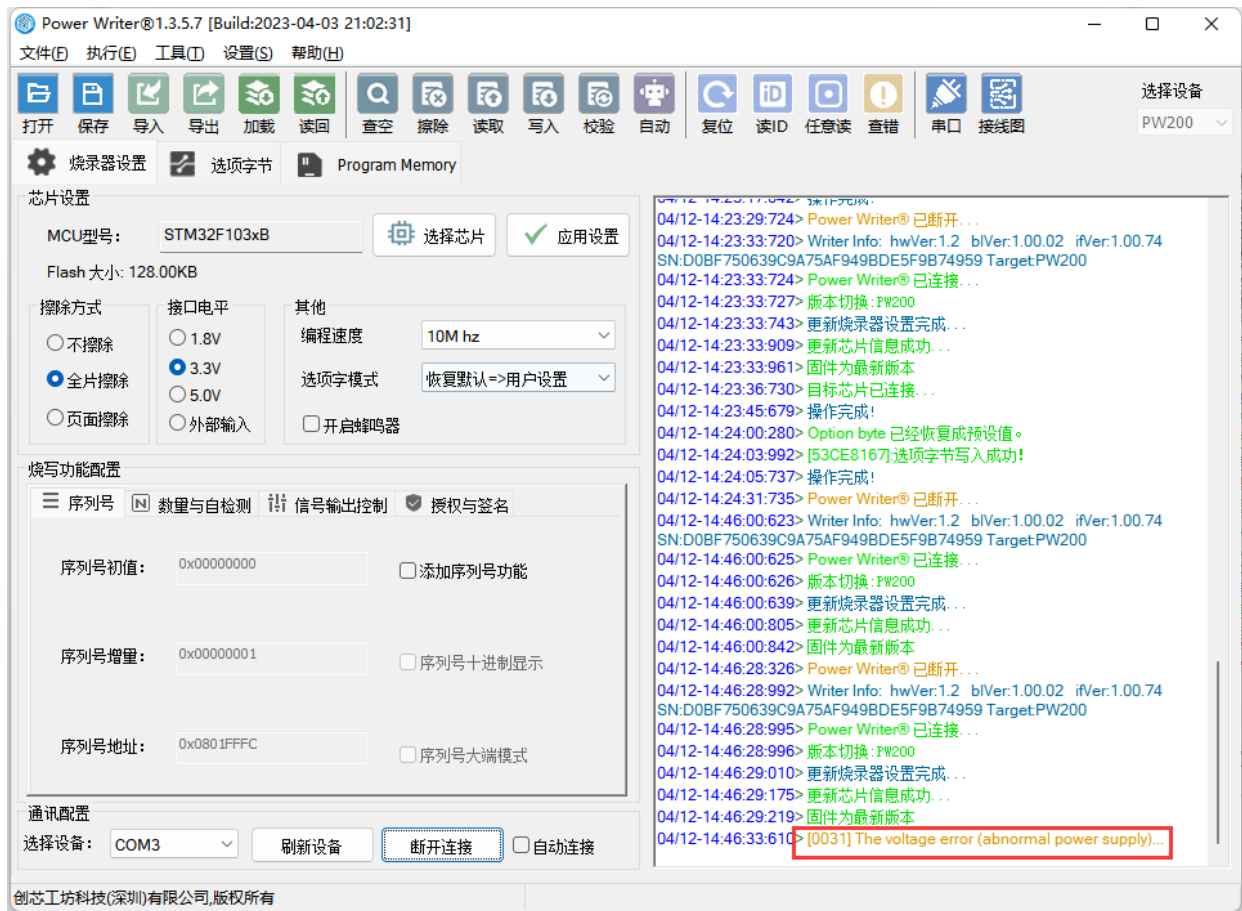 Power Writer®1.3.5.7 [Build:2023-04-03 21:02:31]
文件(F) 执行(E) 工具(T) 设置(S) 帮助(H)
打开 保存 导入 导出 加载 读回 查空 擦除 读取 写入 校验 自动 复位 读ID 任意读 查错 串口 接线图
选择设备
PW200
烧录器设置 选项字节 Program Memory
芯片设置
MCU型号: STM32F103xB 选择芯片 应用设置
Flash 大小: 128.00KB
擦除方式
不擦除
全片擦除
页面擦除
接口电平
1.8V
3.3V
5.0V
外部输入
其他
编程速度 10M hz
选项字模式 恢复默认=>用户设置
开启蜂鸣器
烧写功能配置
序列号 数量与自检测 信号输出控制 授权与签名
序列号初值: 0x00000000 添加序列号功能
序列号增量: 0x00000001 序列号十进制显示
序列号地址: 0x0801FFFC 序列号大端模式
通讯配置
选择设备: COM3 刷新设备 断开连接 自动连接
创芯工坊科技(深圳)有限公司,版权所有
04/12-14:23:17:042> 操作完成!
04/12-14:23:29:724> Power Writer® 已断开...
04/12-14:23:33:720> Writer Info: hwVer:1.2 blVer:1.00.02 ifVer:1.00.74
SN:D0BF750639C9A75AF949BDE5F9B74959 Target:PW200
04/12-14:23:33:724> Power Writer® 已连接...
04/12-14:23:33:727> 版本切换:PW200
04/12-14:23:33:743> 更新烧录器设置完成...
04/12-14:23:33:909> 更新芯片信息成功...
04/12-14:23:33:961> 固件为最新版本
04/12-14:23:36:730> 目标芯片已连接...
04/12-14:23:45:679> 操作完成!
04/12-14:24:00:280> Option byte 已经恢复成预设值。
04/12-14:24:03:992> [53CE8167]:选项字节写入成功!
04/12-14:24:05:737> 操作完成!
04/12-14:24:31:735> Power Writer® 已断开...
04/12-14:46:00:623> Writer Info: hwVer:1.2 blVer:1.00.02 ifVer:1.00.74
SN:D0BF750639C9A75AF949BDE5F9B74959 Target:PW200
04/12-14:46:00:625> Power Writer® 已连接...
04/12-14:46:00:626> 版本切换:PW200
04/12-14:46:00:639> 更新烧录器设置完成...
04/12-14:46:00:805> 更新芯片信息成功...
04/12-14:46:00:842> 固件为最新版本
04/12-14:46:28:326> Power Writer® 已断开...
04/12-14:46:28:992> Writer Info: hwVer:1.2 blVer:1.00.02 ifVer:1.00.74
SN:D0BF750639C9A75AF949BDE5F9B74959 Target:PW200
04/12-14:46:28:995> Power Writer® 已连接...
04/12-14:46:28:996> 版本切换:PW200
04/12-14:46:29:010> 更新烧录器设置完成...
04/12-14:46:29:175> 更新芯片信息成功...
04/12-14:46:29:219> 固件为最新版本
04/12-14:46:33:610> [0031] The voltage error (abnormal power supply)...